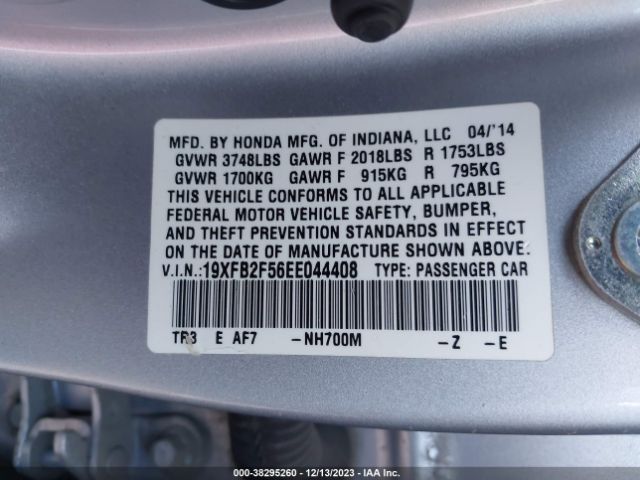 MFD. BY HONDA MFG. OF INDIANA, LLC 04/'14
GVWR 3748LBS GAWR F 2018LBS R 1753LBS
GVWR 1700KG GAWR F 915KG R 795KG
THIS VEHICLE CONFORMS TO ALL APPLICABLE
FEDERAL MOTOR VEHICLE SAFETY, BUMPER,
AND THEFT PREVENTION STANDARDS IN EFFECT
ON THE DATE OF MANUFACTURE SHOWN ABOVE.
V.I.N.:19XFB2F56EE044408 TYPE: PASSENGER CAR
TR3 E AF7 -NH700M -Z -E
000-38295260 - 12/13/2023 - IAA Inc.